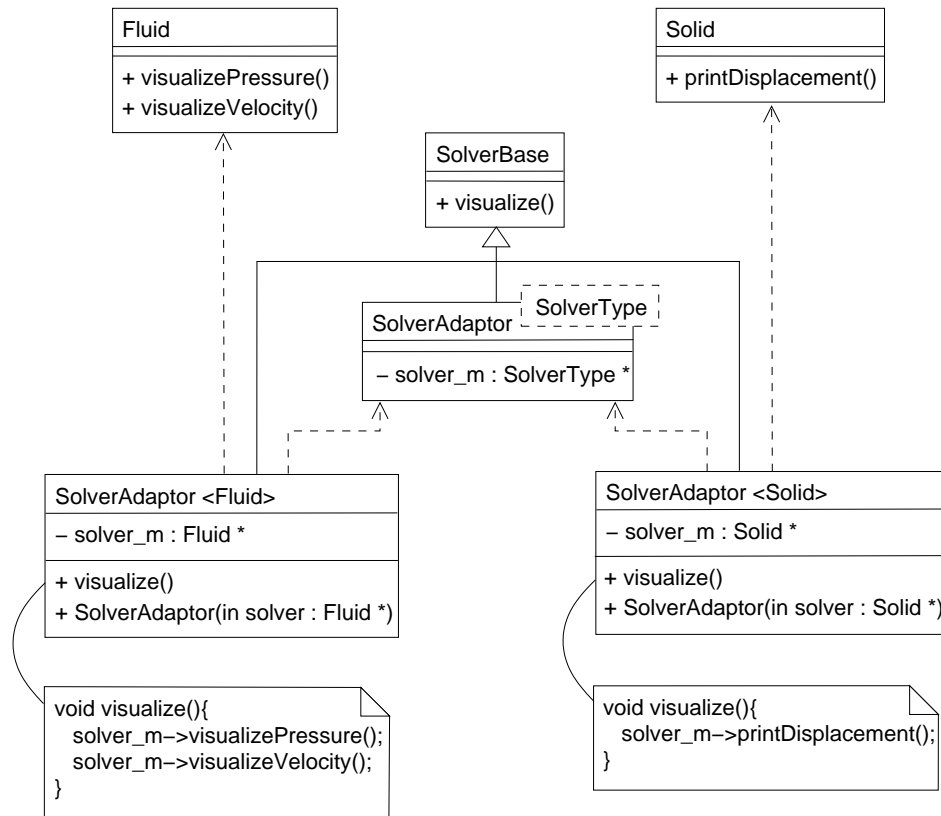 Fluid
+ visualizePressure()
+ visualizeVelocity()
Solid
+ printDisplacement()
SolverBase
+ visualize()
SolverType
SolverAdaptor
− solver_m : SolverType *
SolverAdaptor <Fluid>
− solver_m : Fluid *
+ visualize()
+ SolverAdaptor(in solver : Fluid *)
SolverAdaptor <Solid>
− solver_m : Solid *
+ visualize()
+ SolverAdaptor(in solver : Solid *)
void visualize(){
solver_m−>visualizePressure();
solver_m−>visualizeVelocity();
}
void visualize(){
solver_m−>printDisplacement();
}